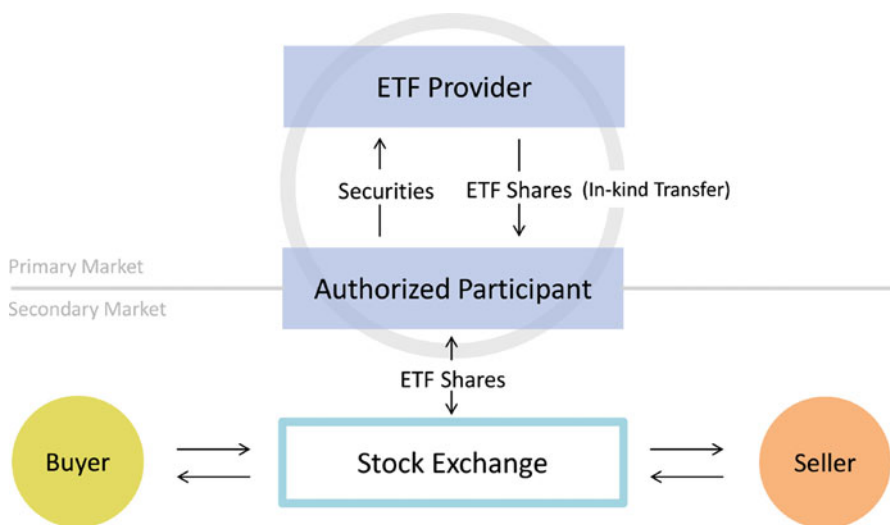 ETF Provider
Securities
ETF Shares (In-kind Transfer)
Primary Market
Authorized Participant
Secondary Market
ETF Shares
Buyer
Stock Exchange
Seller